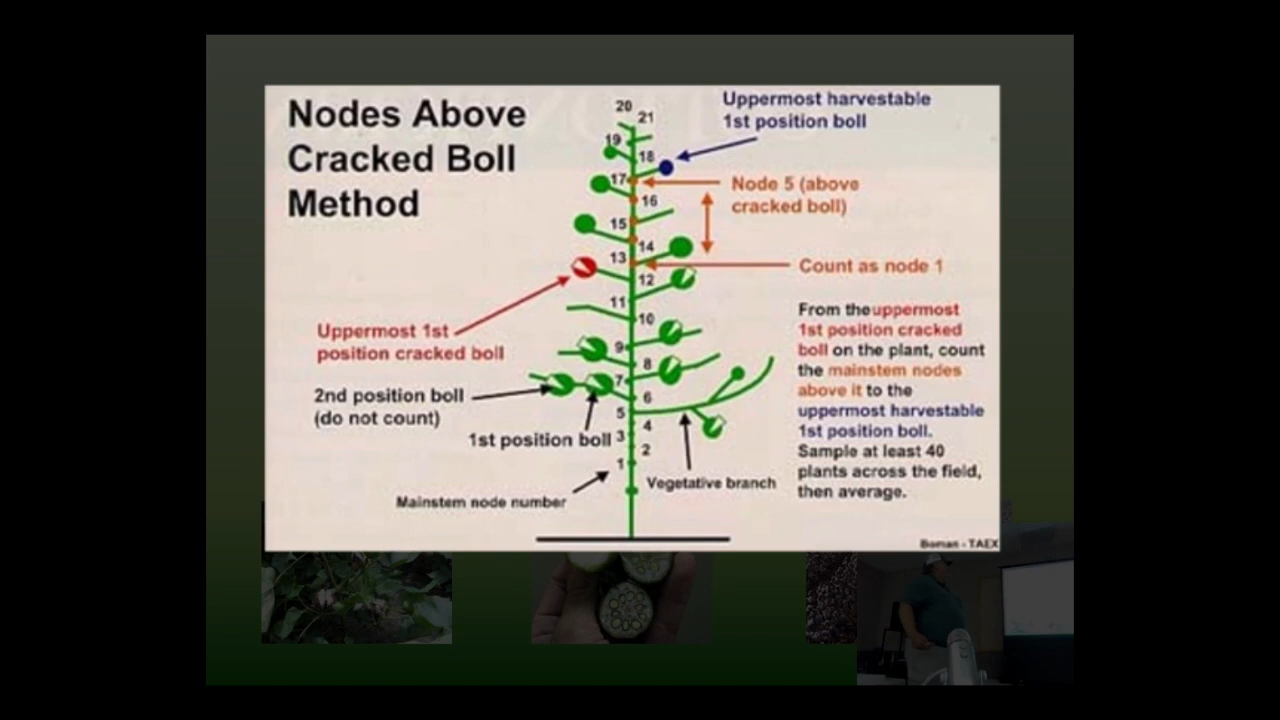 Nodes Above
Cracked Boll
Method
Uppermost harvestable
1st position boll
Node 5 (above
cracked boll)
Count as node 1
Uppermost 1st
position cracked boll
2nd position boll
(do not count)
1st position boll
Mainstem node number
Vegetative branch
From the uppermost
1st position cracked
boll on the plant, count
the mainstem nodes
above it to the
uppermost harvestable
1st position boll.
Sample at least 40
plants across the field,
then average.
20
21
19
18
17
16
15
14
13
12
11
10
9
8
7
6
5
4
3
2
1
Boman - TAEX